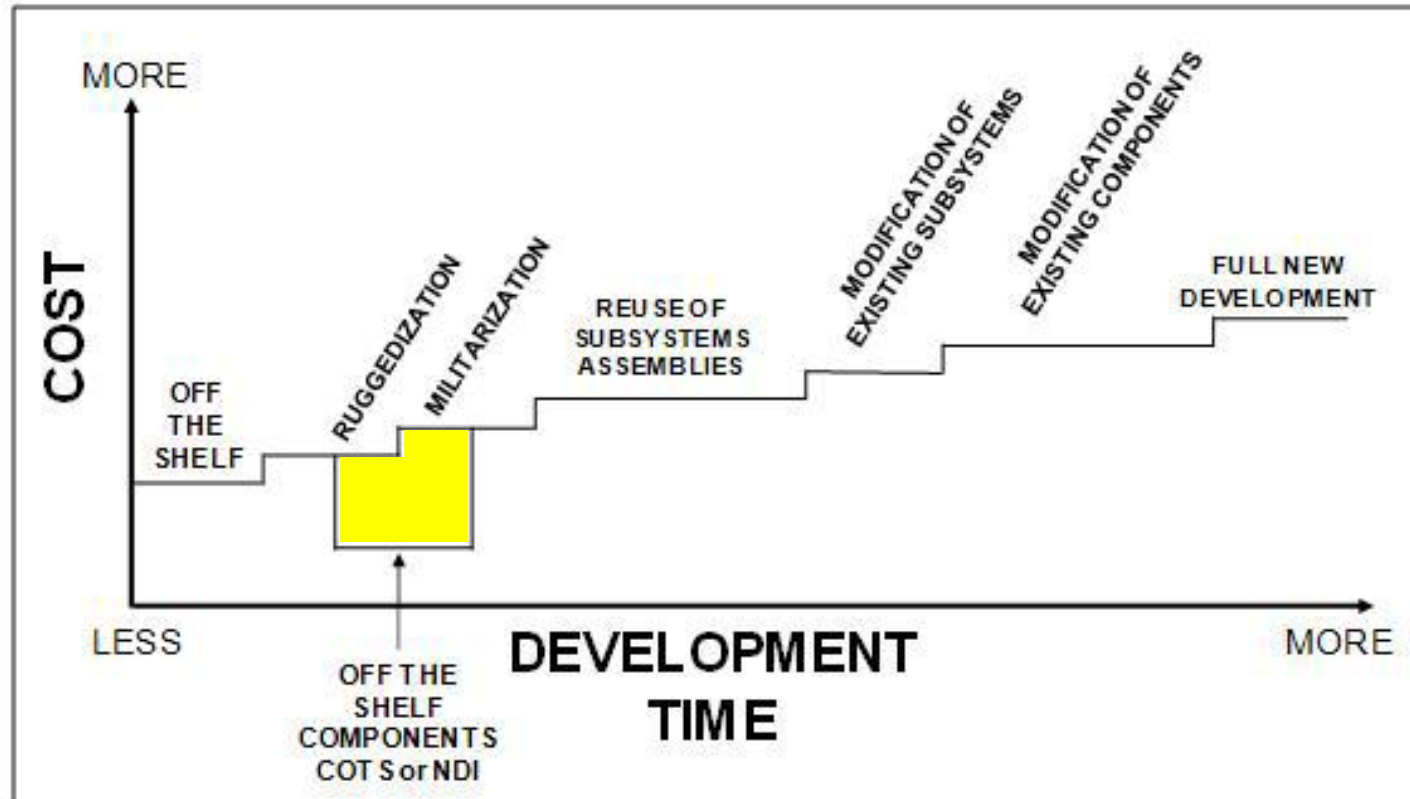 MORE
COST
OFF
THE
SHELF
RUGGEDIZATION
MILITARIZATION
REUSE OF
SUBSYSTEMS
ASSEMBLIES
MODIFICATION OF
EXISTING SUBSYSTEMS
MODIFICATION OF
EXISTING COMPONENTS
FULL NEW
DEVELOPMENT
LESS
DEVELOPMENT
TIME
MORE
OFF THE
SHELF
COMPONENTS
COTS or NDI